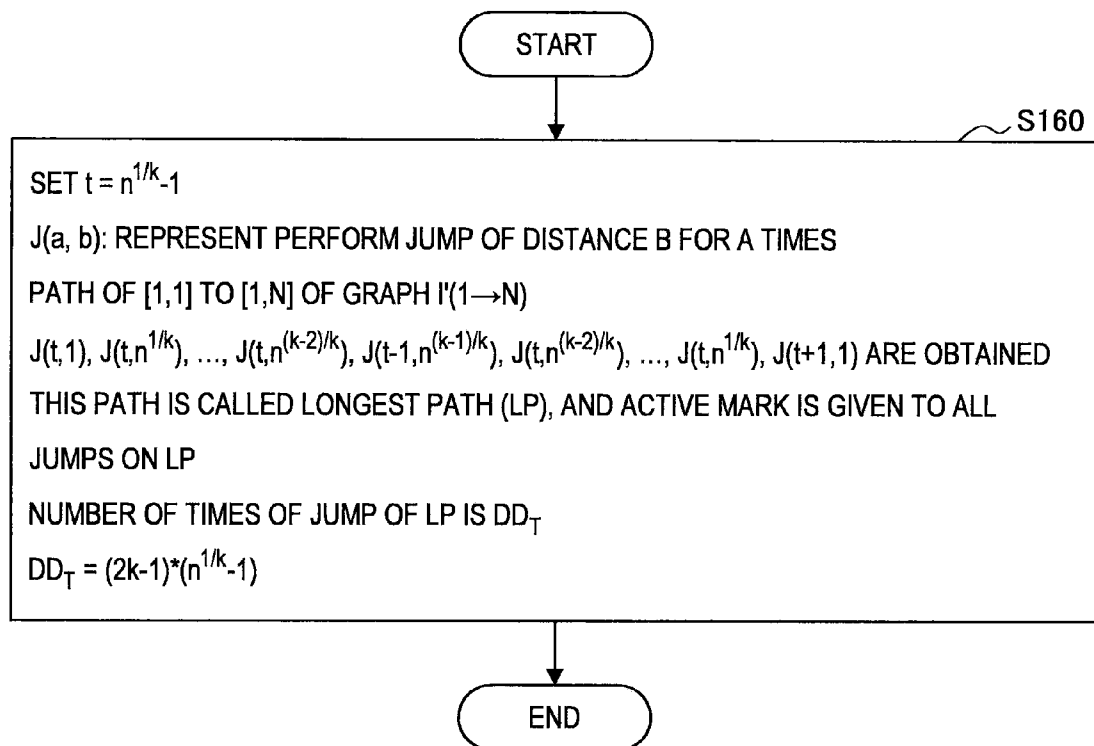 START
S160
SET t = n^{1/k}-1
J(a, b): REPRESENT PERFORM JUMP OF DISTANCE B FOR A TIMES
PATH OF [1,1] TO [1,N] OF GRAPH I'(1→N)
J(t,1), J(t,n^{1/k}), ..., J(t,n^{(k-2)/k}), J(t-1,n^{(k-1)/k}), J(t,n^{(k-2)/k}), ..., J(t,n^{1/k}), J(t+1,1) ARE OBTAINED
THIS PATH IS CALLED LONGEST PATH (LP), AND ACTIVE MARK IS GIVEN TO ALL
JUMPS ON LP
NUMBER OF TIMES OF JUMP OF LP IS DD_T
DD_T = (2k-1)*(n^{1/k}-1)
END